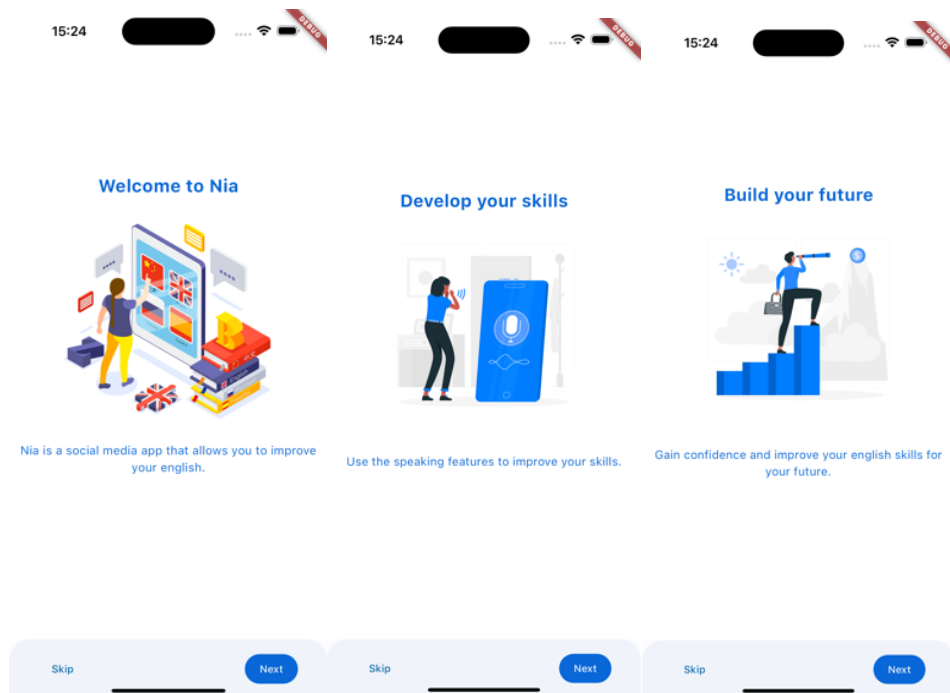 15:24
DEBUG
Welcome to Nia
Nia is a social media app that allows you to improve
your english.
Skip
Next
15:24
DEBUG
Develop your skills
Use the speaking features to improve your skills.
Skip
Next
15:24
DEBUG
Build your future
Gain confidence and improve your english skills for
your future.
Skip
Next